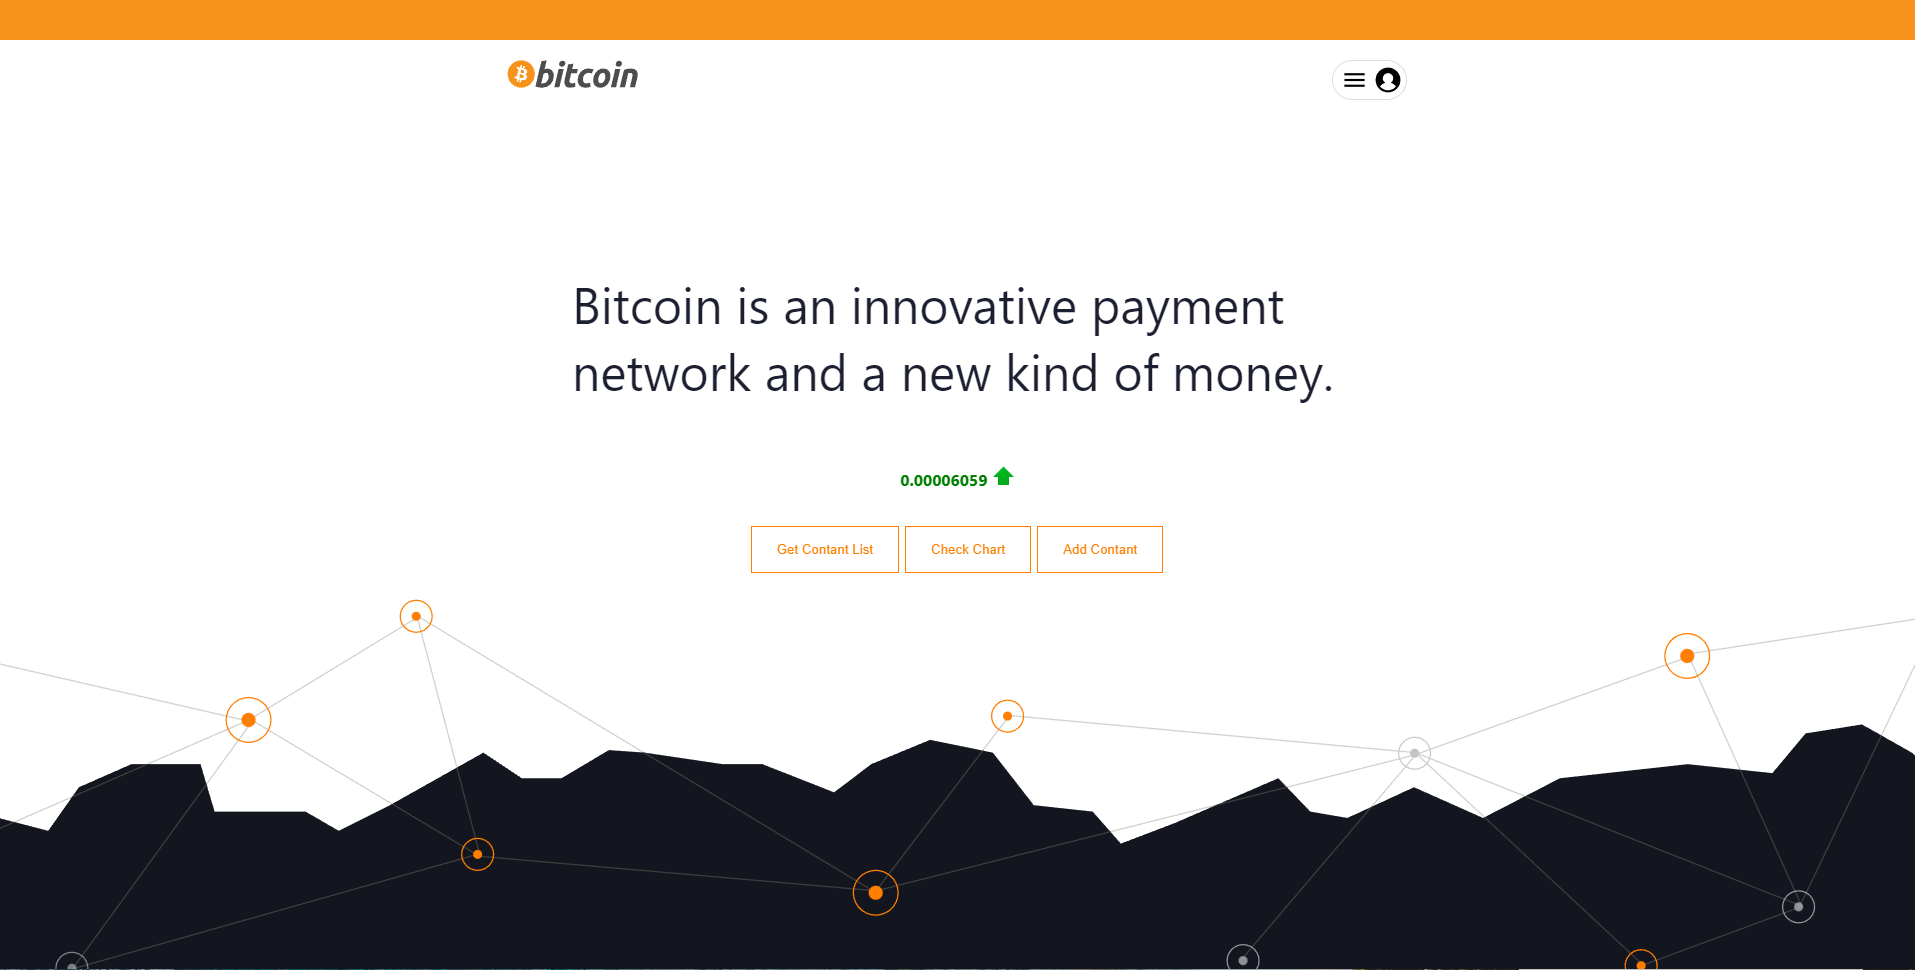 bitcoin
Bitcoin is an innovative payment
network and a new kind of money.
0.00006059
Get Contant List
Check Chart
Add Contant